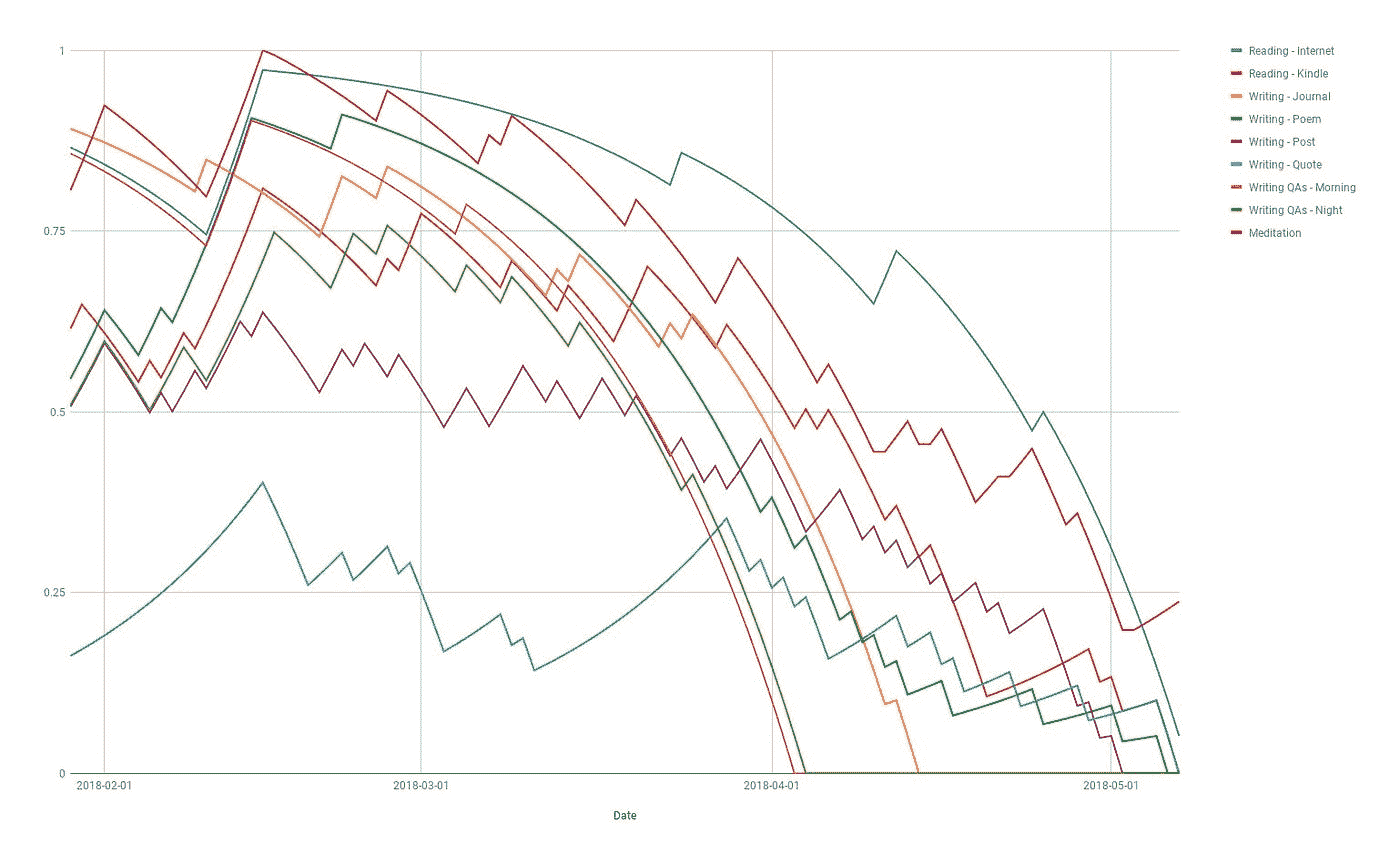 1
0.75
0.5
0.25
0
2018-02-01
2018-03-01
2018-04-01
2018-05-01
Date
Reading - Internet
Reading - Kindle
Writing - Journal
Writing - Poem
Writing - Post
Writing - Quote
Writing QAs - Morning
Writing QAs - Night
Meditation